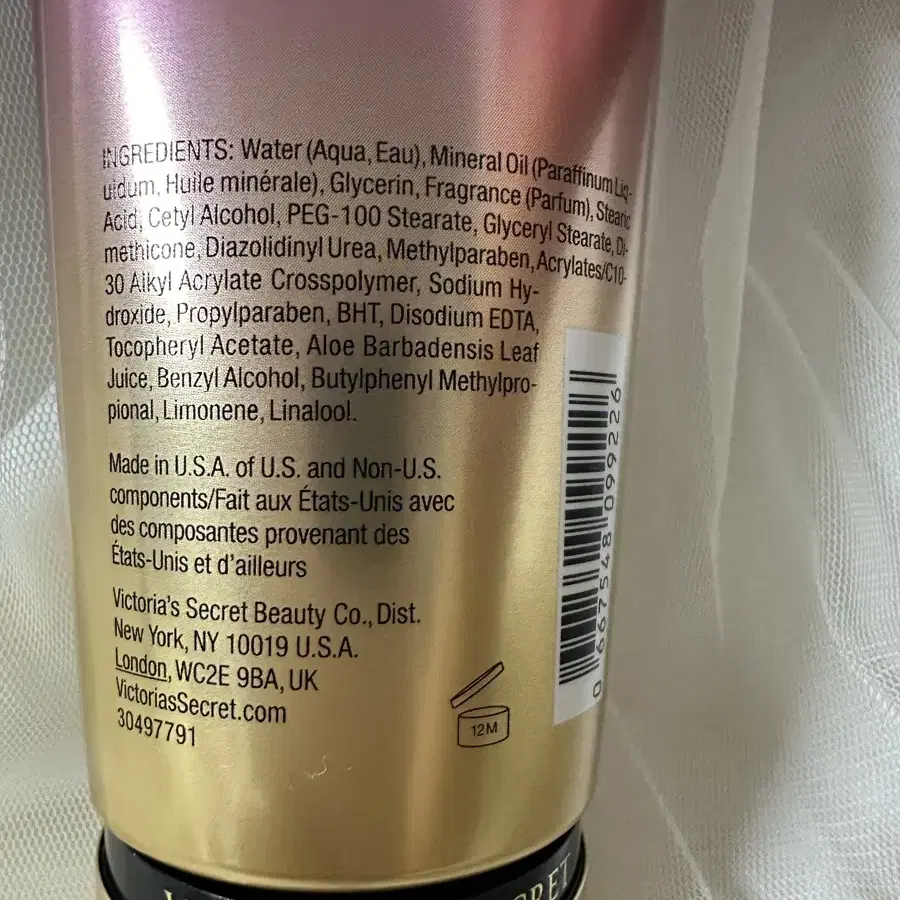 INGREDIENTS: Water (Aqua, Eau), Mineral Oil (Paraffinum Liq-
uidum, Huile minérale), Glycerin, Fragrance (Parfum), Stearic
Acid, Cetyl Alcohol, PEG-100 Stearate, Glyceryl Stearate, Di-
methicone, Diazolidinyl Urea, Methylparaben, Acrylates/C10-
30 Alkyl Acrylate Crosspolymer, Sodium Hy-
droxide, Propylparaben, BHT, Disodium EDTA,
Tocopheryl Acetate, Aloe Barbadensis Leaf
Juice, Benzyl Alcohol, Butylphenyl Methylpro-
pional, Limonene, Linalool.
Made in U.S.A. of U.S. and Non-U.S.
components/Fait aux États-Unis avec
des composantes provenant des
États-Unis et d'ailleurs
Victoria's Secret Beauty Co., Dist.
New York, NY 10019 U.S.A.
London, WC2E 9BA, UK
VictoriasSecret.com
30497791
12M
0 667548 099226